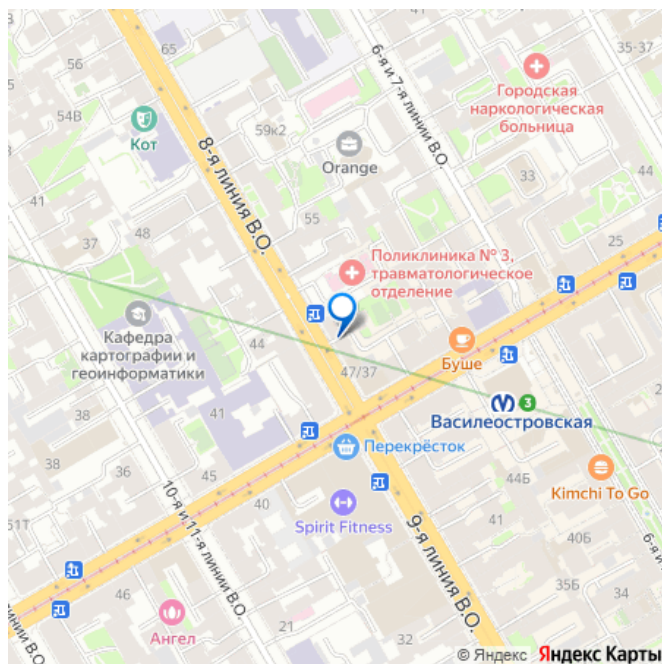 65
56
6-я и 7-я линии В.О.
35-37
Городская
наркологическая
больница
54В
Кот
59к2
Orange
33
41
8-я линия В.О.
55
25
37
48
Поликлиника № 3,
травматологическое
отделение
Кафедра
картографии и
геоинформатики
44
47/37
Буше
3
Василеостровская
38
41
Перекрёсток
36
45
44Б
Kimchi To Go
38
40
Spirit Fitness
51Т
10-я и 11-я линии В.О.
9-я линия В.О.
41
40Б
6-я и
46
35Б
34
Ангел
21
32
линии В.О.
© Яндекс Яндекс Карты